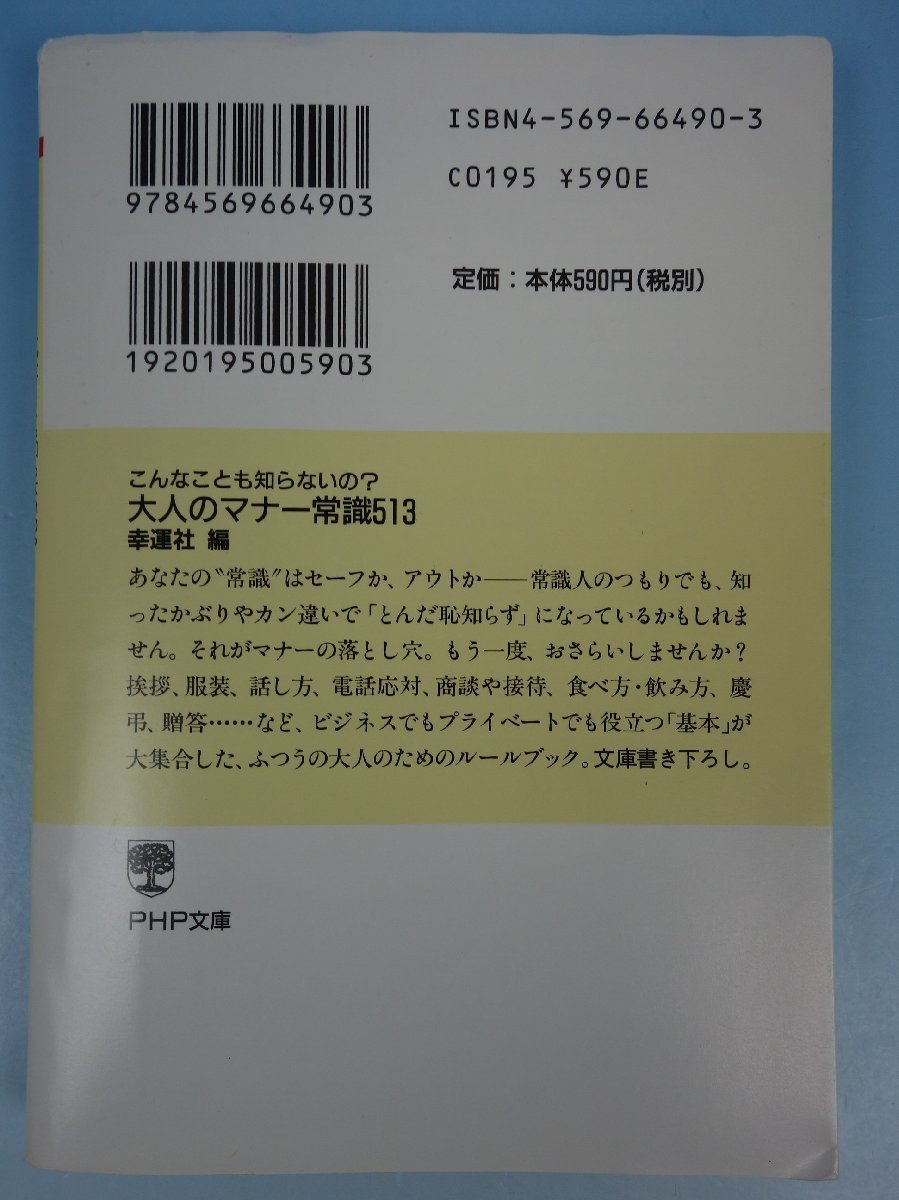 9784569664903
ISBN4-569-66490-3
C0195 ¥590E
1920195005903
定価：本体590円（税別）
こんなことも知らないの？
大人のマナー常識513
幸運社 編
あなたの〝常識〟はセーフか、アウトか——常識人のつもりでも、知
ったかぶりやカン違いで「とんだ恥知らず」になっているかもしれま
せん。それがマナーの落とし穴。もう一度、おさらいしませんか？
挨拶、服装、話し方、電話応対、商談や接待、食べ方・飲み方、慶
弔、贈答……など、ビジネスでもプライベートでも役立つ「基本」が
大集合した、ふつうの大人のためのルールブック。文庫書き下ろし。
PHP文庫